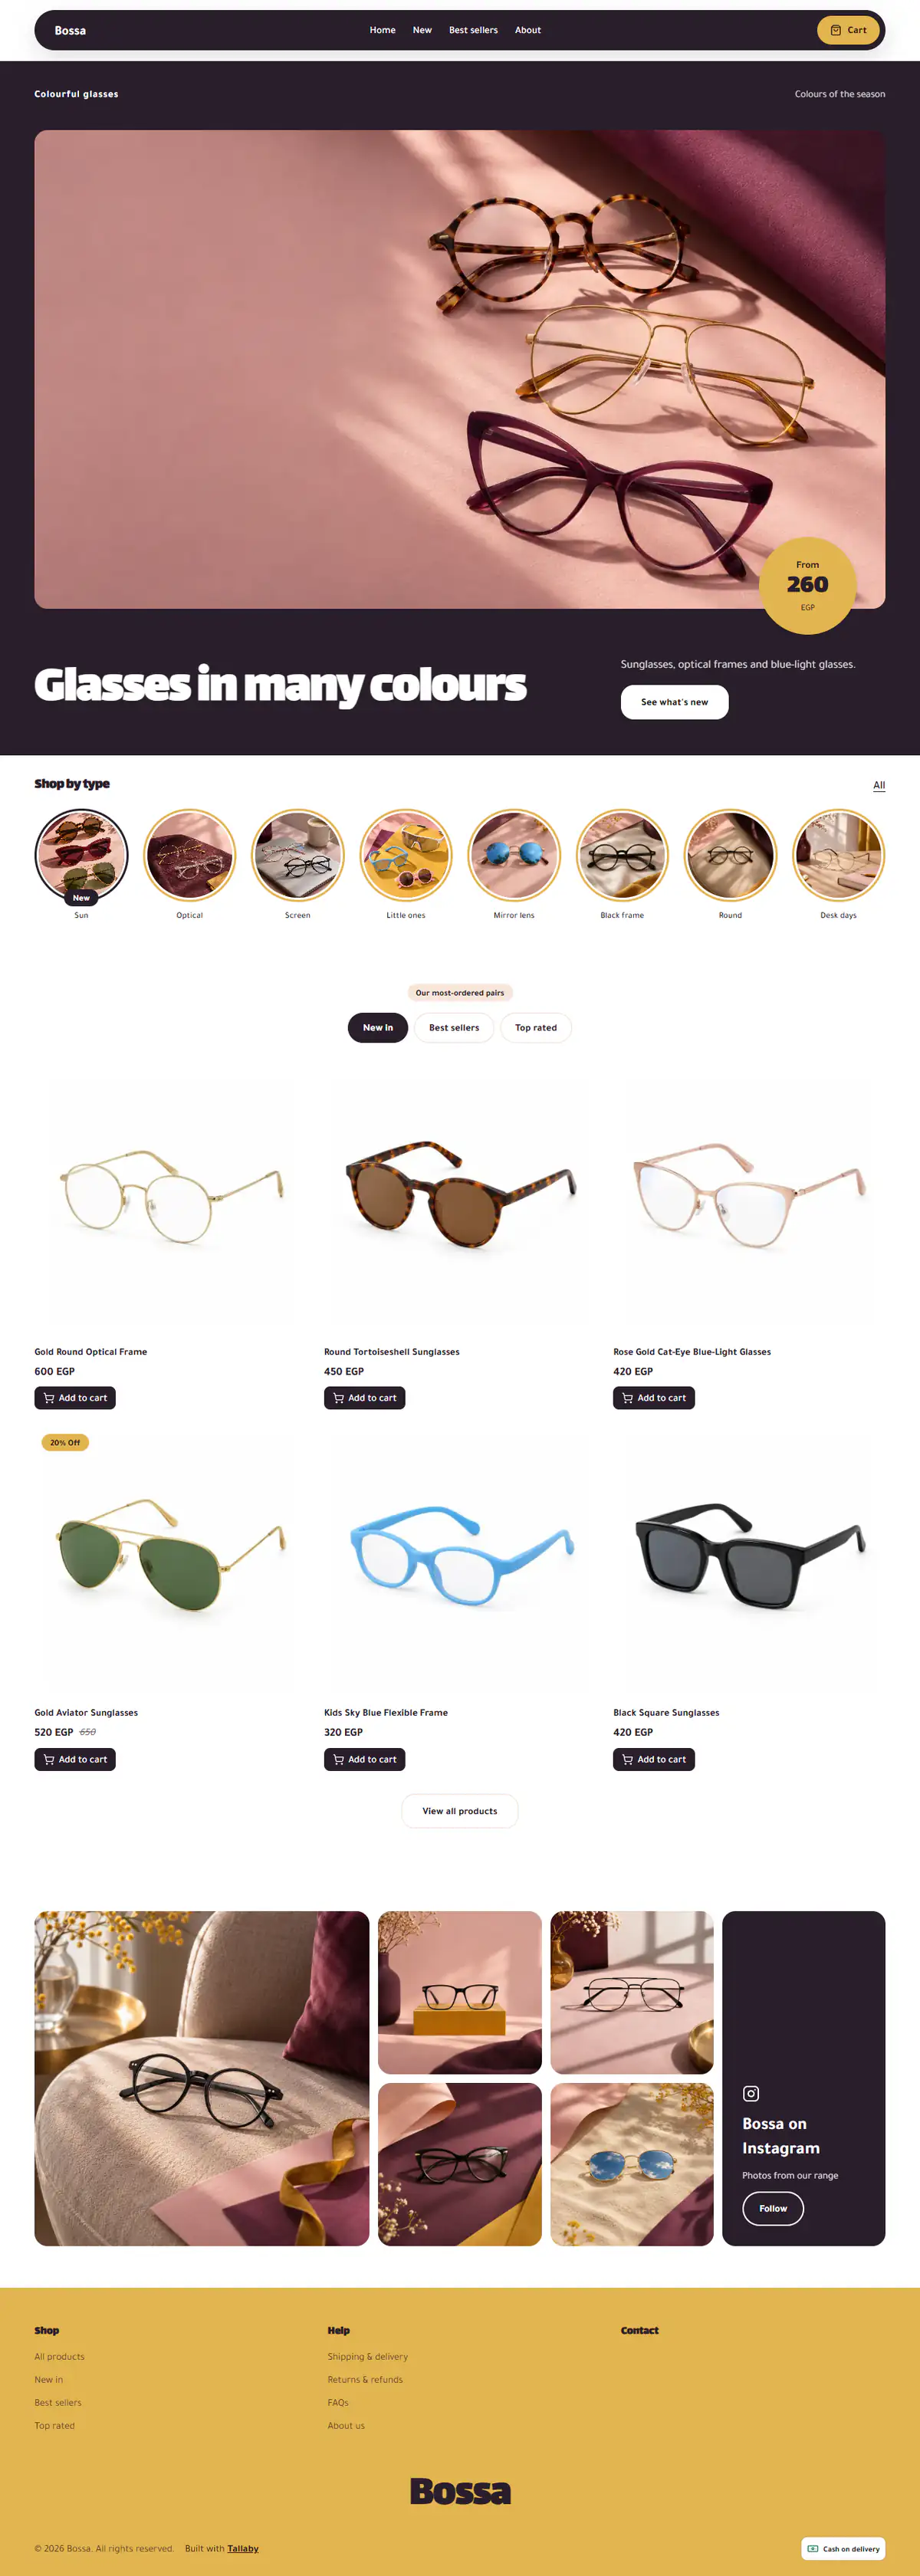 Bossa
Home New Best sellers About
Cart
Colourful glasses
Colours of the season
From
260
EGP
Glasses in many colours
Sunglasses, optical frames and blue-light glasses.
See what's new
Shop by type
All
New
Sun
Optical
Screen
Little ones
Mirror lens
Black frame
Round
Desk days
Our most-ordered pairs
New in
Best sellers
Top rated
Gold Round Optical Frame
600 EGP
Add to cart
Round Tortoiseshell Sunglasses
450 EGP
Add to cart
Rose Gold Cat-Eye Blue-Light Glasses
420 EGP
Add to cart
20% Off
Gold Aviator Sunglasses
520 EGP 650
Add to cart
Kids Sky Blue Flexible Frame
320 EGP
Add to cart
Black Square Sunglasses
420 EGP
Add to cart
View all products
Bossa on
Instagram
Photos from our range
Follow
Shop
All products
New in
Best sellers
Top rated
Help
Shipping & delivery
Returns & refunds
FAQs
About us
Contact
Bossa
© 2026 Bossa. All rights reserved. Built with Tallaby
Cash on delivery